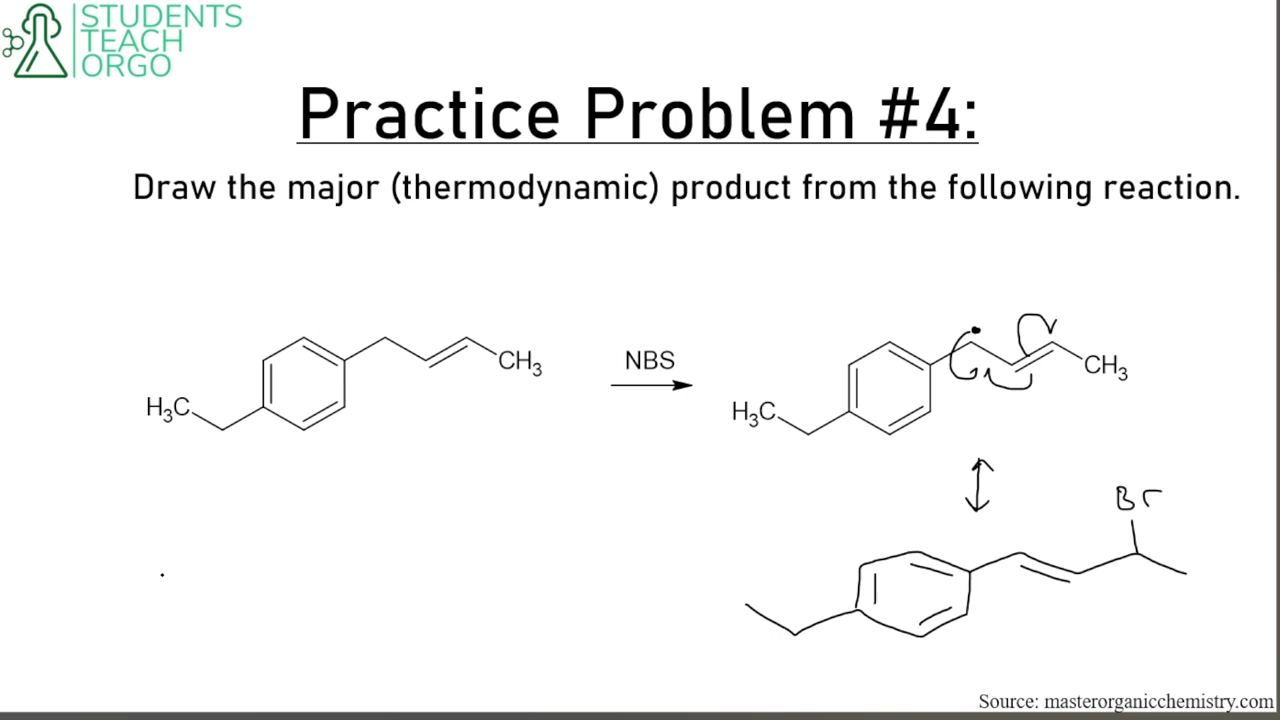 STUDENTS
TEACH
ORGO
Practice Problem #4:
Draw the major (thermodynamic) product from the following reaction.
H3C
CH3
NBS
H3C
CH3
Br
Source: masterorganicchemistry.com